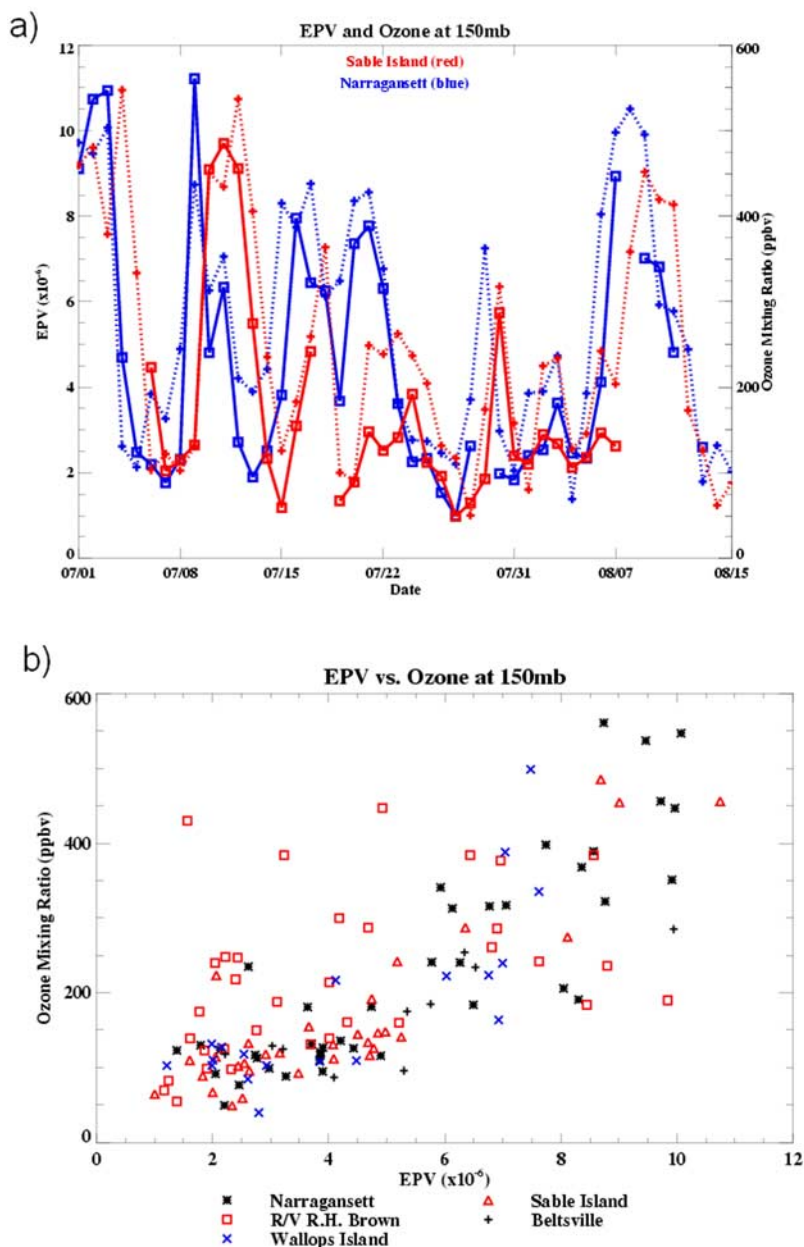 a)
EPV and Ozone at 150mb
Sable Island (red)
Narragansett (blue)
12
10
8
6
4
2
0
EPV (x10⁻⁶)
600
400
200
0
Ozone Mixing Ratio (ppbv)
07/01 07/08 07/15 07/22 07/31 08/07 08/15
Date
b)
EPV vs. Ozone at 150mb
600
400
200
0
Ozone Mixing Ratio (ppbv)
0 2 4 6 8 10 12
EPV (x10⁻⁶)
Narragansett Sable Island
R/V R.H. Brown Beltsville
Wallops Island